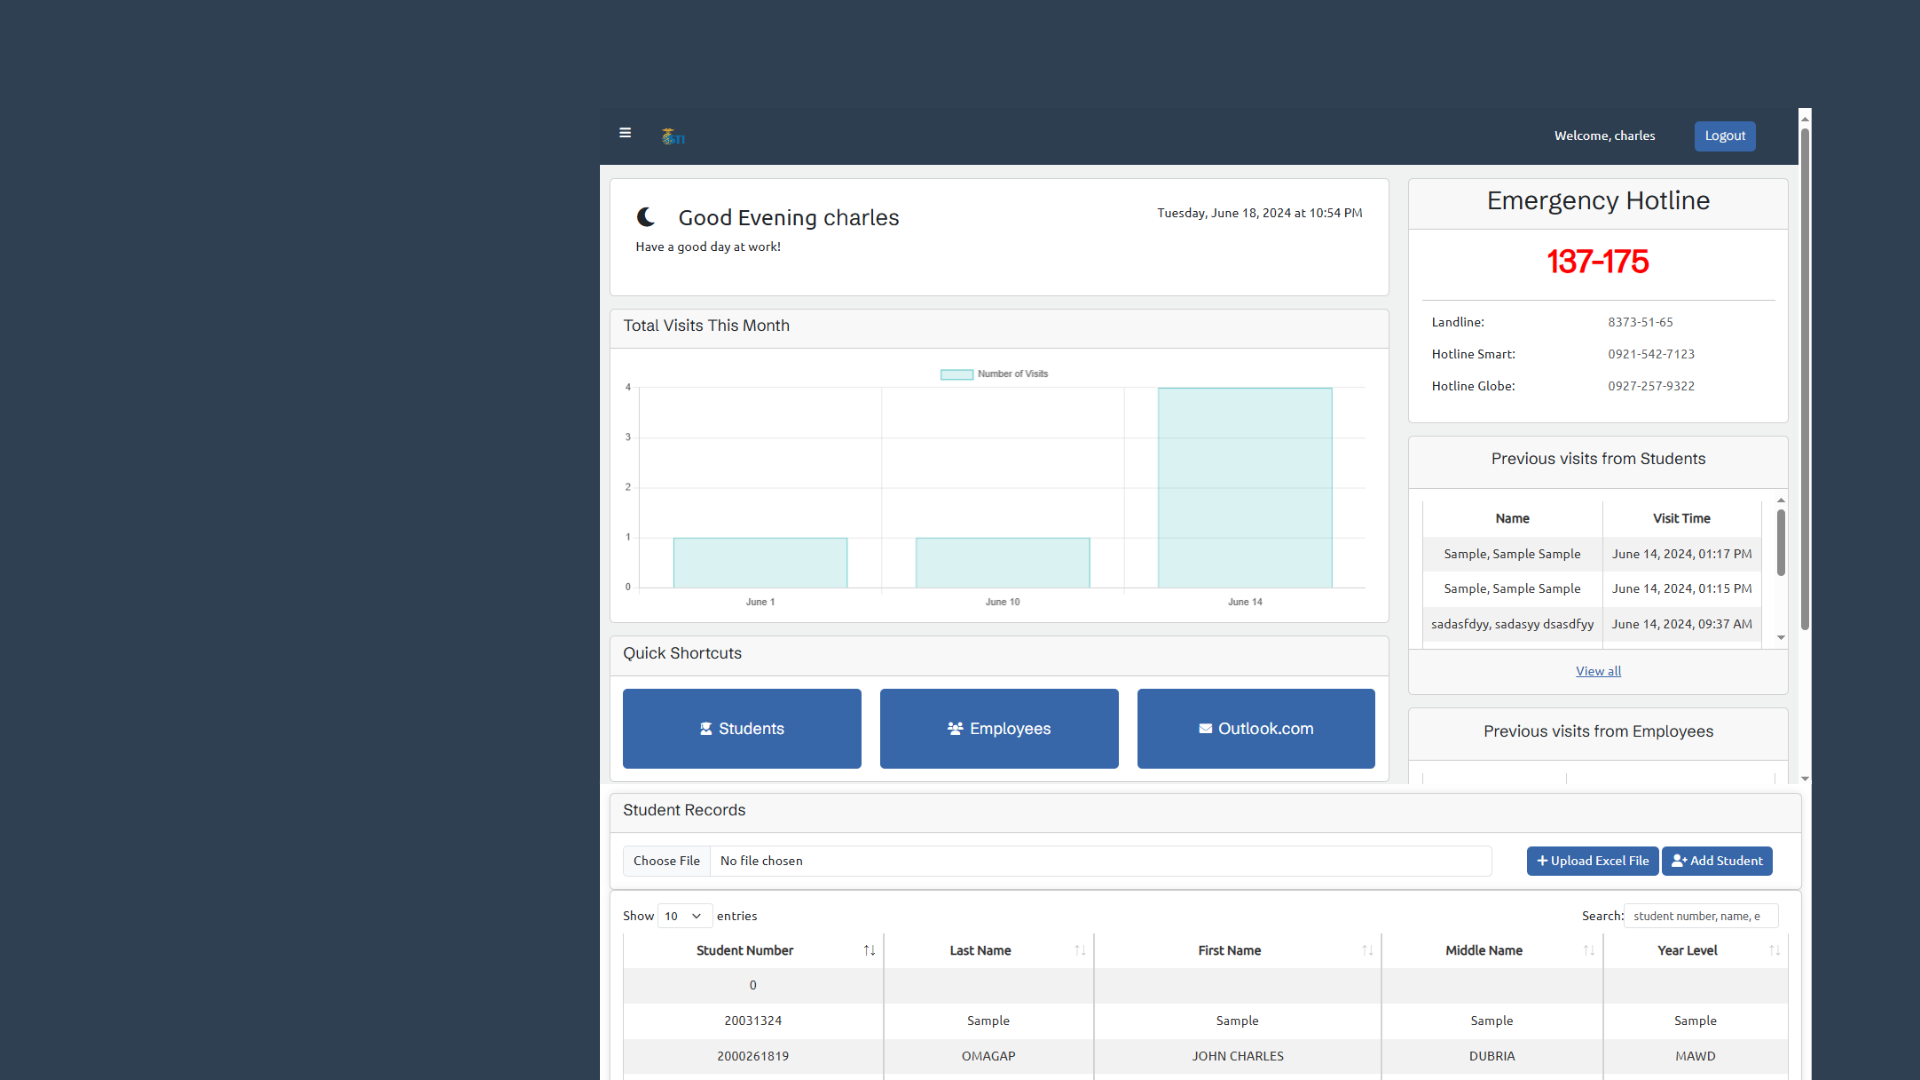 STI
Welcome, charles
Logout
Good Evening charles
Tuesday, June 18, 2024 at 10:54 PM
Have a good day at work!
Total Visits This Month
Number of Visits
4
3
2
1
0
June 1
June 10
June 14
Quick Shortcuts
Students
Employees
Outlook.com
Emergency Hotline
137-175
Landline: 8373-51-65
Hotline Smart: 0921-542-7123
Hotline Globe: 0927-257-9322
Previous visits from Students
Name Visit Time
Sample, Sample Sample June 14, 2024, 01:17 PM
Sample, Sample Sample June 14, 2024, 01:15 PM
sadasfdyy, sadasyy dsasdfyy June 14, 2024, 09:37 AM
View all
Previous visits from Employees
Student Records
Choose File No file chosen
Upload Excel File
Add Student
Show 10 entries
Search: student number, name, e
Student Number Last Name First Name Middle Name Year Level
0
20031324 Sample Sample Sample Sample
2000261819 OMAGAP JOHN CHARLES DUBRIA MAWD